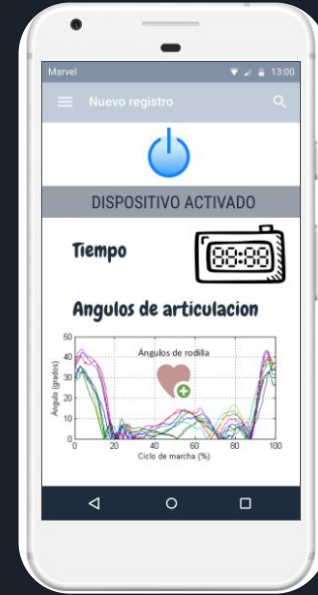 Marvel 13:00
Nuevo registro
DISPOSITIVO ACTIVADO
Tiempo
88:88
Angulos de articulacion
Ángulos de rodilla
Angulo (grados)
50
40
30
20
10
0
0 20 40 60 80 100
Ciclo de marcha (%)